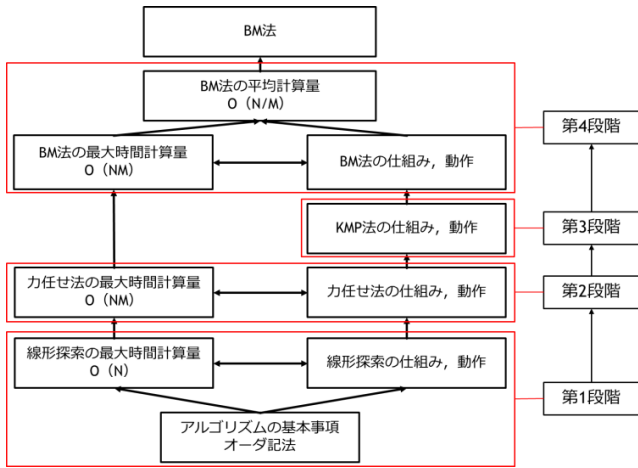 BM法
BM法の平均計算量
O（N/M）
第4段階
BM法の最大時間計算量
O（NM）
BM法の仕組み，動作
KMP法の仕組み，動作
第3段階
力任せ法の最大時間計算量
O（NM）
力任せ法の仕組み，動作
第2段階
線形探索の最大時間計算量
O（N）
線形探索の仕組み，動作
第1段階
アルゴリズムの基本事項
オーダ記法